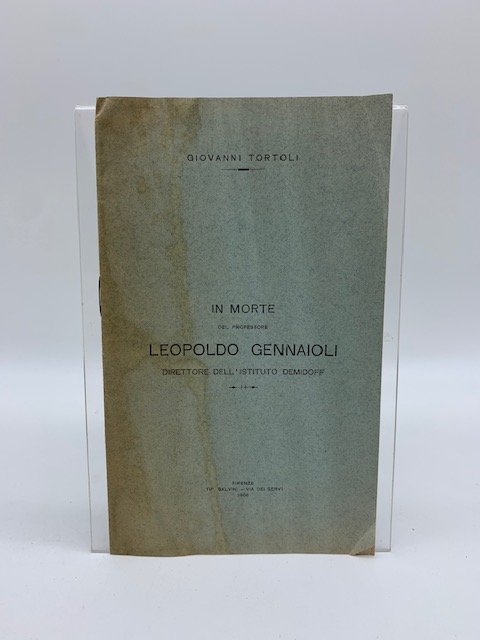 GIOVANNI TORTOLI
IN MORTE
DEL PROFESSORE
LEOPOLDO GENNAIOLI
DIRETTORE DELL'ISTITUTO DEMIDOFF
FIRENZE
TIP. SALVINI - VIA DEI SERVI